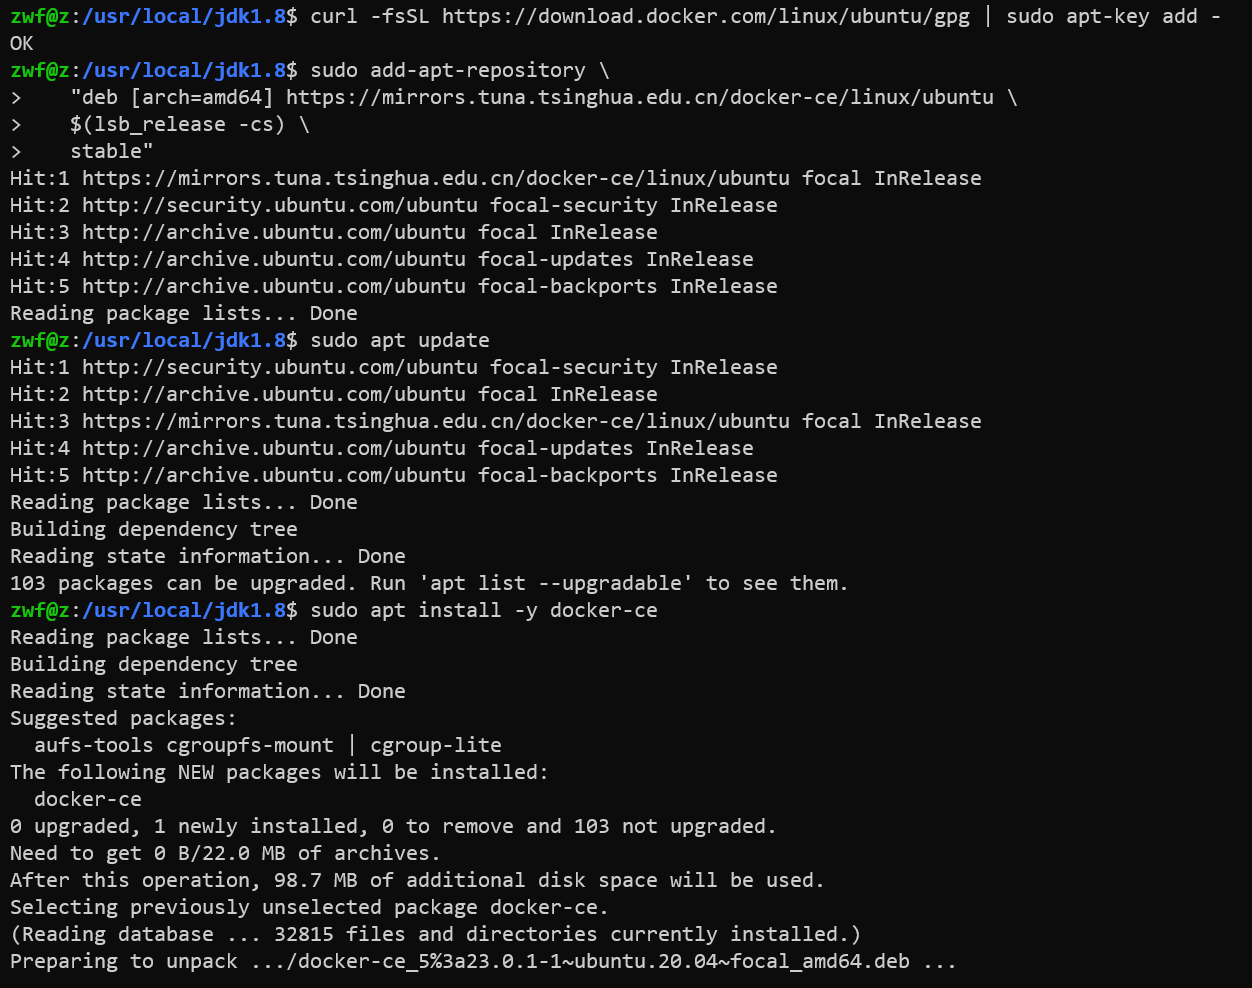 zwf@z:/usr/local/jdk1.8$ curl -fsSL https://download.docker.com/linux/ubuntu/gpg | sudo apt-key add -
OK
zwf@z:/usr/local/jdk1.8$ sudo add-apt-repository \
>    "deb [arch=amd64] https://mirrors.tuna.tsinghua.edu.cn/docker-ce/linux/ubuntu \
>    $(lsb_release -cs) \
>    stable"
Hit:1 https://mirrors.tuna.tsinghua.edu.cn/docker-ce/linux/ubuntu focal InRelease
Hit:2 http://security.ubuntu.com/ubuntu focal-security InRelease
Hit:3 http://archive.ubuntu.com/ubuntu focal InRelease
Hit:4 http://archive.ubuntu.com/ubuntu focal-updates InRelease
Hit:5 http://archive.ubuntu.com/ubuntu focal-backports InRelease
Reading package lists... Done
zwf@z:/usr/local/jdk1.8$ sudo apt update
Hit:1 http://security.ubuntu.com/ubuntu focal-security InRelease
Hit:2 http://archive.ubuntu.com/ubuntu focal InRelease
Hit:3 https://mirrors.tuna.tsinghua.edu.cn/docker-ce/linux/ubuntu focal InRelease
Hit:4 http://archive.ubuntu.com/ubuntu focal-updates InRelease
Hit:5 http://archive.ubuntu.com/ubuntu focal-backports InRelease
Reading package lists... Done
Building dependency tree
Reading state information... Done
103 packages can be upgraded. Run 'apt list --upgradable' to see them.
zwf@z:/usr/local/jdk1.8$ sudo apt install -y docker-ce
Reading package lists... Done
Building dependency tree
Reading state information... Done
Suggested packages:
  aufs-tools cgroupfs-mount | cgroup-lite
The following NEW packages will be installed:
  docker-ce
0 upgraded, 1 newly installed, 0 to remove and 103 not upgraded.
Need to get 0 B/22.0 MB of archives.
After this operation, 98.7 MB of additional disk space will be used.
Selecting previously unselected package docker-ce.
(Reading database ... 32815 files and directories currently installed.)
Preparing to unpack .../docker-ce_5%3a23.0.1-1~ubuntu.20.04~focal_amd64.deb ...